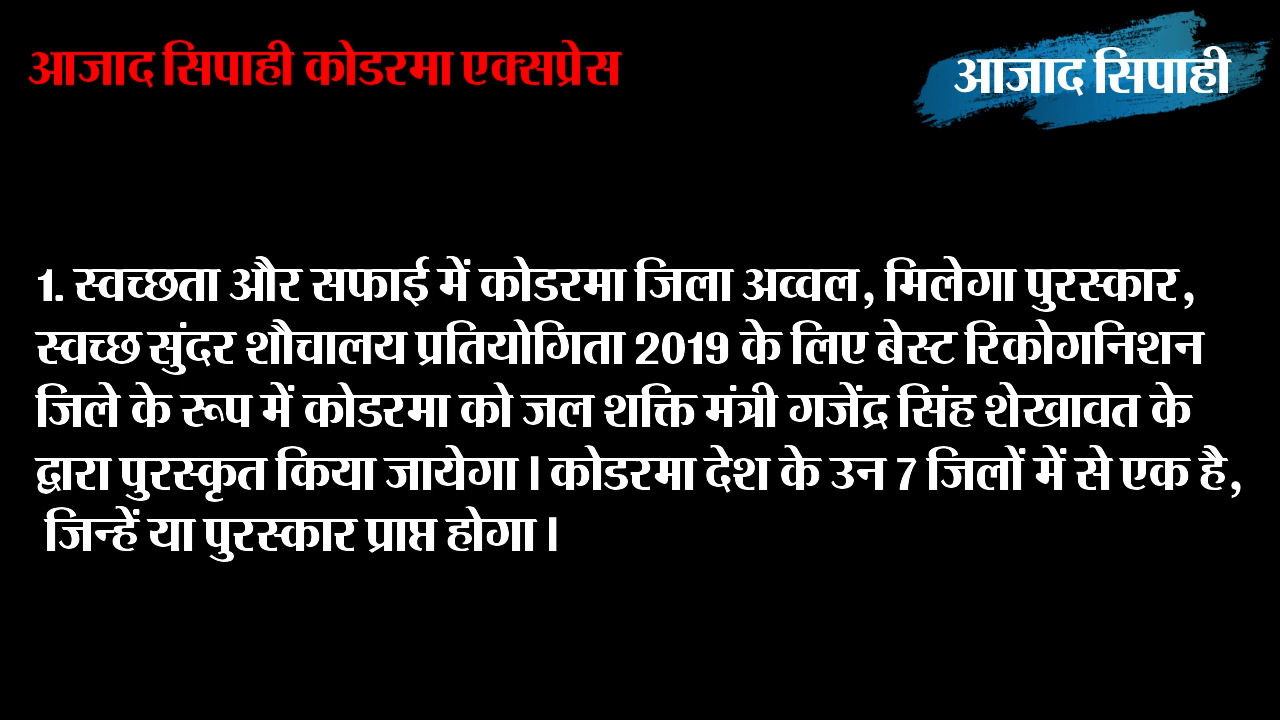 आजाद सिपाही कोडरमा एक्सप्रेस
आजाद सिपाही
1. स्वच्छता और सफाई में कोडरमा जिला अव्वल, मिलेगा पुरस्कार,
स्वच्छ सुंदर शौचालय प्रतियोगिता 2019 के लिए बेस्ट रिकोगनिशन
जिले के रूप में कोडरमा को जल शक्ति मंत्री गजेंद्र सिंह शेखावत के
द्वारा पुरस्कृत किया जायेगा। कोडरमा देश के उन 7 जिलों में से एक है,
जिन्हें या पुरस्कार प्राप्त होगा।